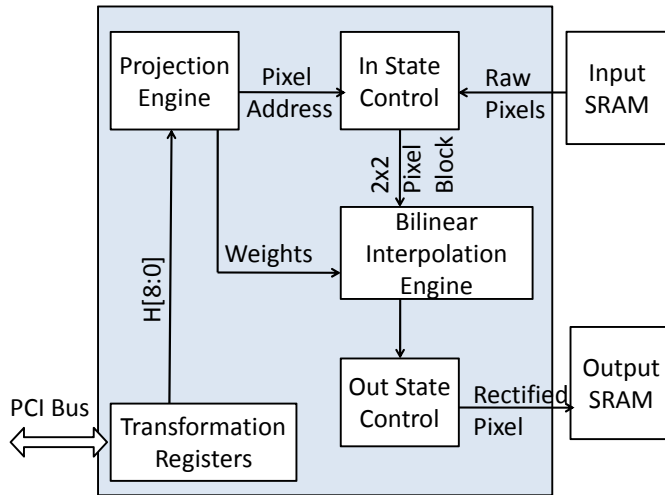 Projection
Engine
Pixel
Address
In State
Control
Raw
Pixels
Input
SRAM
2x2
Pixel
Block
H[8:0]
Weights
Bilinear
Interpolation
Engine
PCI Bus
Transformation
Registers
Out State
Control
Rectified
Pixel
Output
SRAM